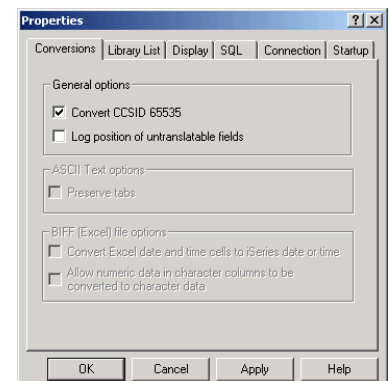 Properties
Conversions Library List Display SQL Connection Startup
General options
Convert CCSID 65535
Log position of untranslatable fields
ASCII Text options
Preserve tabs
BIFF (Excel) file options
Convert Excel date and time cells to iSeries date or time
Allow numeric data in character columns to be
converted to character data
OK Cancel Apply Help